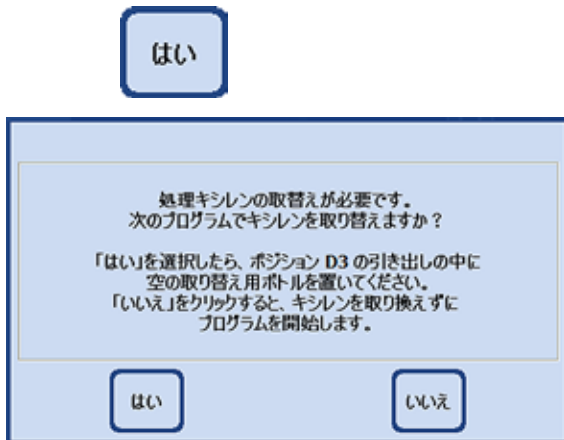 はい
処理キシレンの取替えが必要です。
次のプログラムでキシレンを取り替えますか？
「はい」を選択したら、ポジション D3 の引き出しの中に
空の取り替え用ボトルを置いてください。
「いいえ」をクリックすると、キシレンを取り換えずに
プログラムを開始します。
はい
いいえ